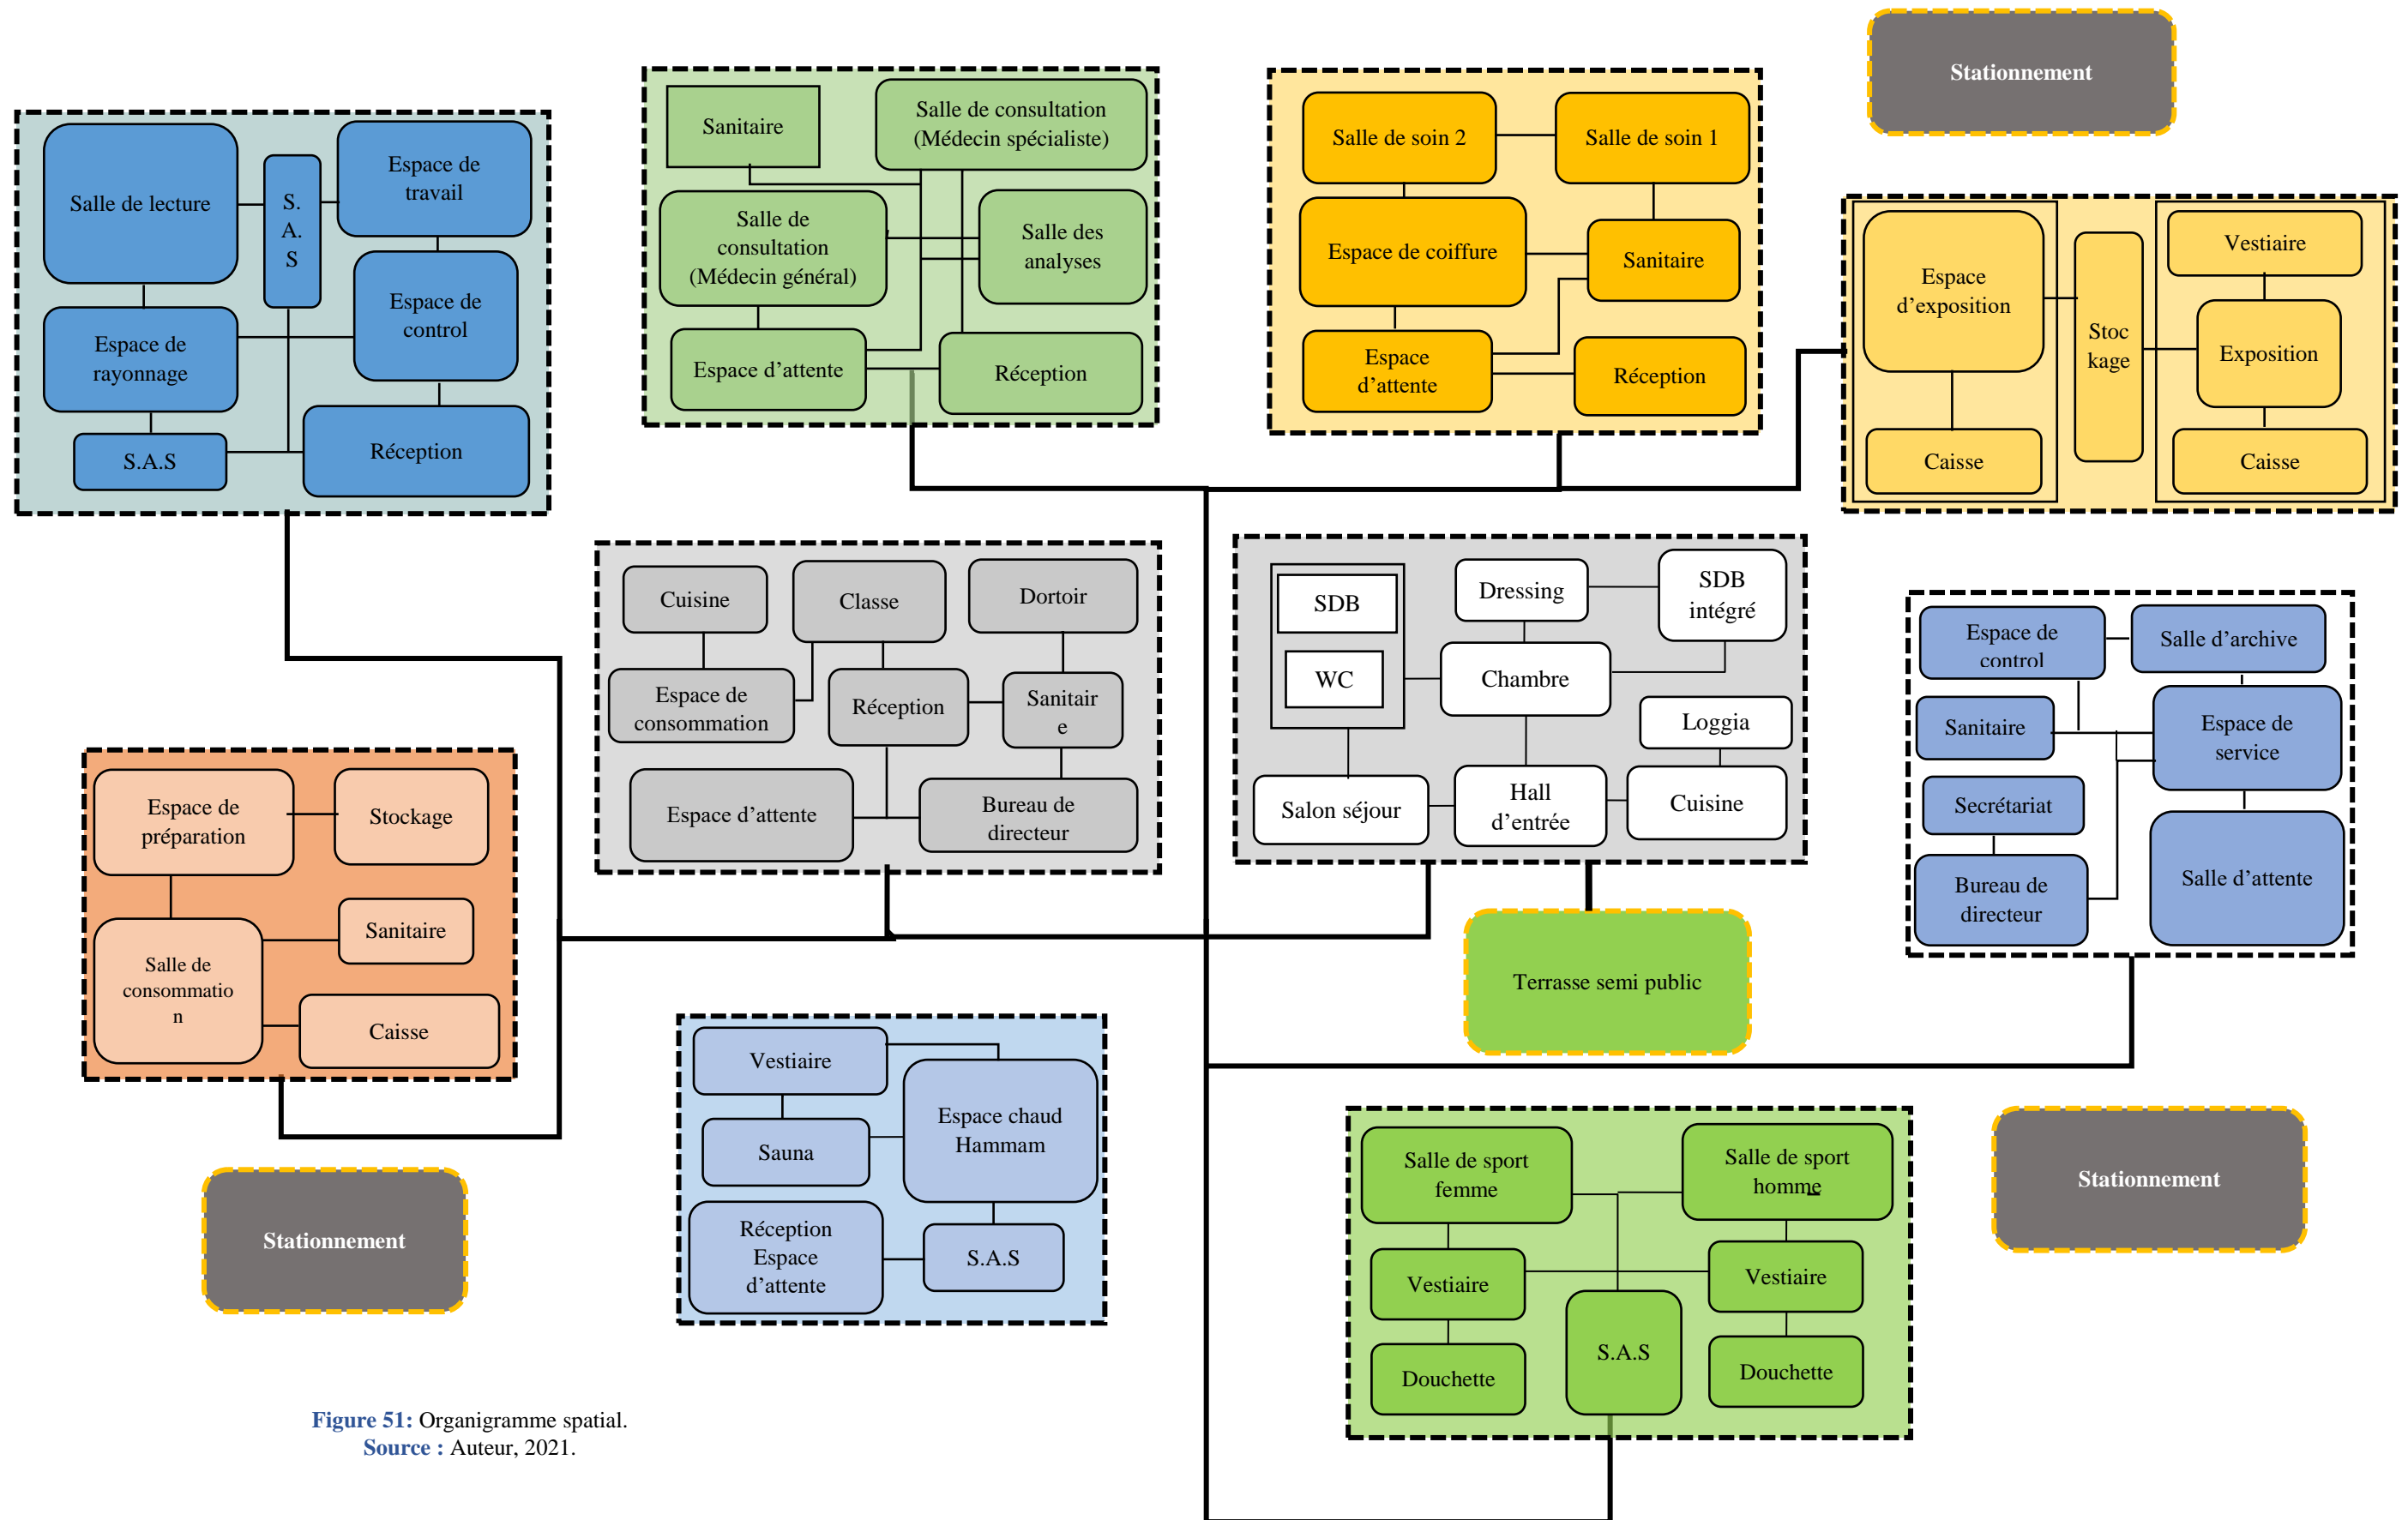 Stationnement
Salle de lecture
S.
A.
S
Espace de
travail
Espace de
control
Espace de
rayonnage
S.A.S
Réception
Sanitaire
Salle de consultation
(Médecin spécialiste)
Salle de
consultation
(Médecin général)
Salle des
analyses
Espace d’attente
Réception
Salle de soin 2
Salle de soin 1
Espace de coiffure
Sanitaire
Espace
d’attente
Réception
Espace
d’exposition
Caisse
Stoc
kage
Vestiaire
Exposition
Caisse
Cuisine
Classe
Dortoir
Espace de
consommation
Réception
Sanitair
e
Espace d’attente
Bureau de
directeur
SDB
WC
Dressing
SDB
intégré
Chambre
Loggia
Salon séjour
Hall
d’entrée
Cuisine
Espace de
control
Salle d’archive
Sanitaire
Espace de
service
Secrétariat
Bureau de
directeur
Salle d’attente
Espace de
préparation
Stockage
Sanitaire
Salle de
consommatio
n
Caisse
Terrasse semi public
Vestiaire
Espace chaud
Hammam
Sauna
Réception
Espace
d’attente
S.A.S
Salle de sport
femme
Salle de sport
homme
Vestiaire
Vestiaire
S.A.S
Douchette
Douchette
Stationnement
Stationnement
Figure 51: Organigramme spatial.
Source : Auteur, 2021.